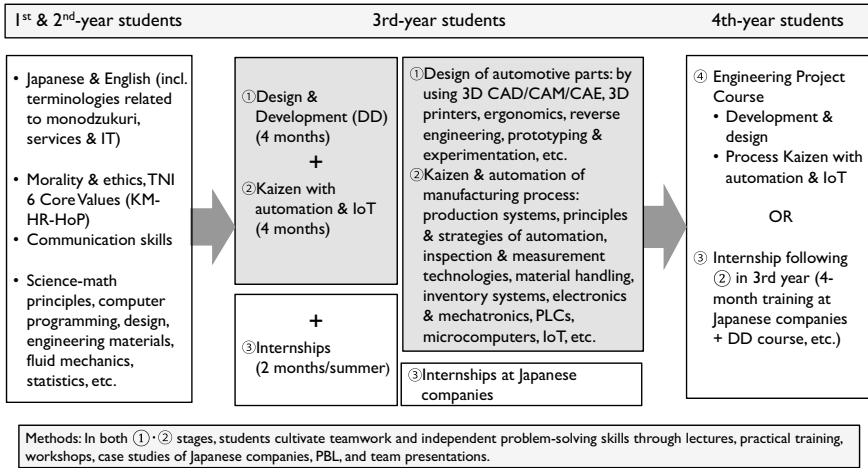 1st & 2nd-year students
3rd-year students
4th-year students
• Japanese & English (incl.
terminologies related
to monodzukuri,
services & IT)
• Morality & ethics, TNI
6 Core Values (KM-
HR-HoP)
• Communication skills
• Science-math
principles, computer
programming, design,
engineering materials,
fluid mechanics,
statistics, etc.
①Design &
Development (DD)
(4 months)
+
②Kaizen with
automation & IoT
(4 months)
+
③Internships
(2 months/summer)
①Design of automotive parts: by
using 3D CAD/CAM/CAE, 3D
printers, ergonomics, reverse
engineering, prototyping &
experimentation, etc.
②Kaizen & automation of
manufacturing process:
production systems, principles
& strategies of automation,
inspection & measurement
technologies, material handling,
inventory systems, electronics
& mechatronics, PLCs,
microcomputers, IoT, etc.
③Internships at Japanese
companies
④ Engineering Project
Course
• Development &
design
• Process Kaizen with
automation & IoT
OR
③ Internship following
② in 3rd year (4-
month training at
Japanese companies
+ DD course, etc.)
Methods: In both ①・② stages, students cultivate teamwork and independent problem-solving skills through lectures, practical training,
workshops, case studies of Japanese companies, PBL, and team presentations.